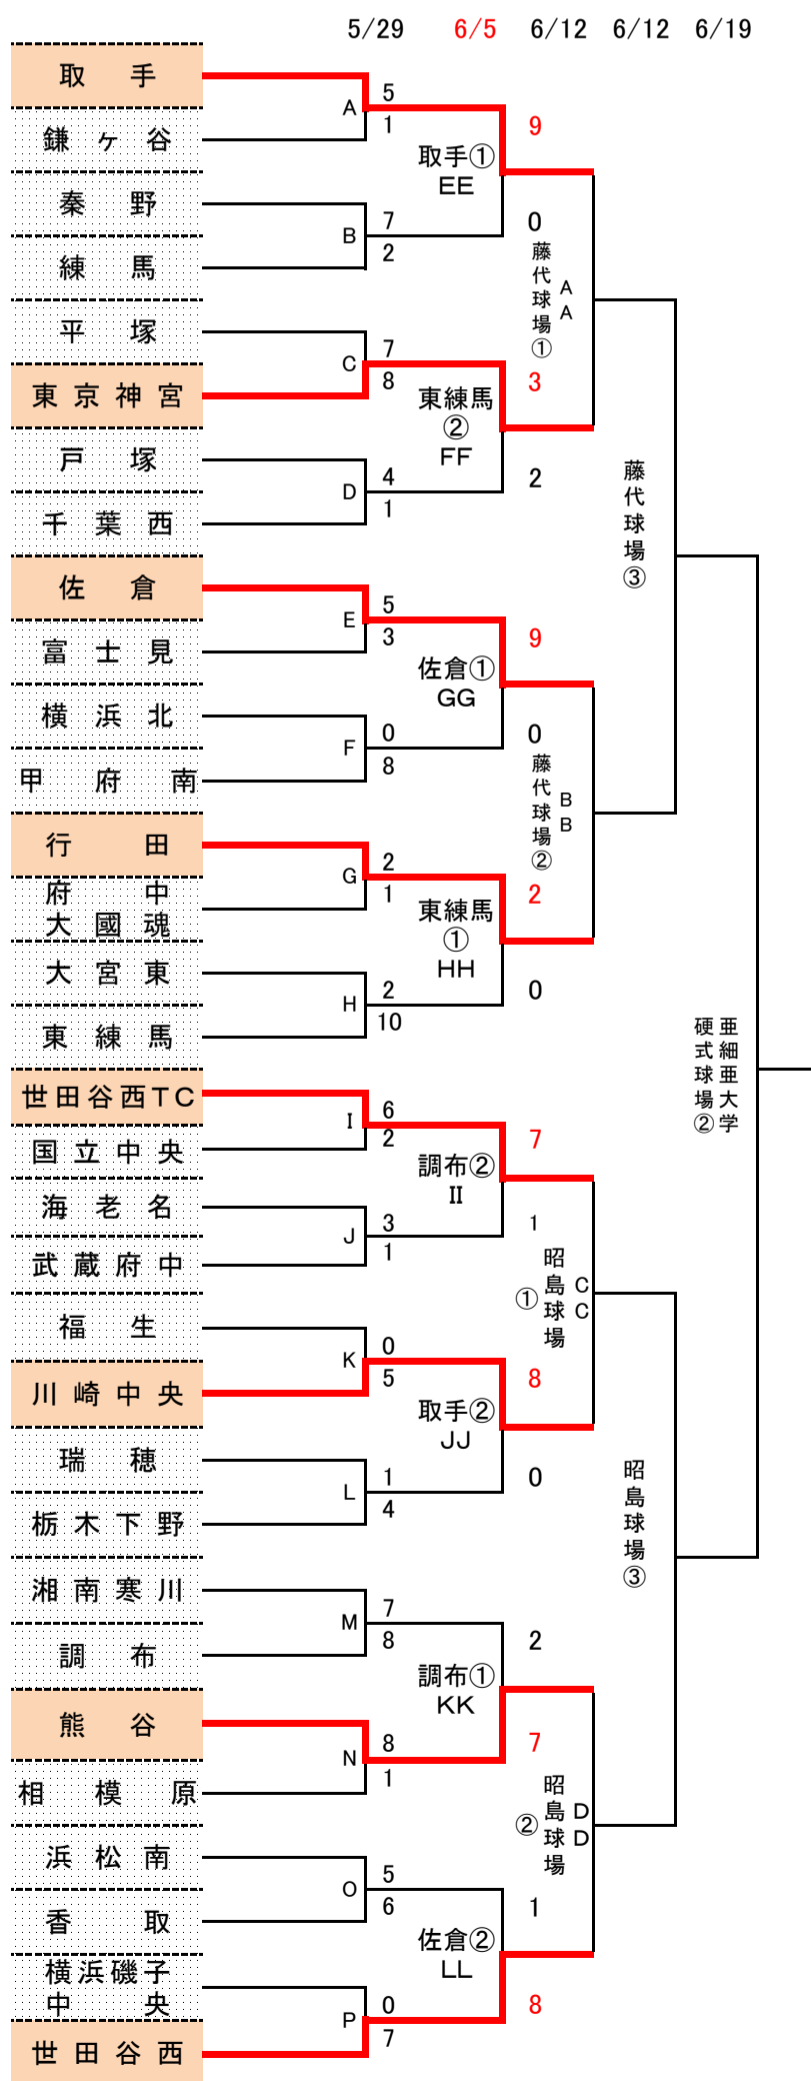 5/29 6/5 6/12 6/12 6/19
取手
A
5
1
鎌ヶ谷
取手①
EE
9
0
秦野
B
7
2
練馬
藤代球場①
AA
平塚
C
7
8
東京神宮
東練馬
②
FF
3
2
戸塚
D
4
1
千葉西
藤代球場③
佐倉
E
5
3
富士見
佐倉①
GG
9
0
横浜北
F
0
8
甲府南
藤代球場②
BB
行田
G
2
1
府中
大國魂
東練馬
①
HH
2
0
大宮東
H
2
10
東練馬
亜細亜大学
硬式球場②
世田谷西TC
I
6
2
国立中央
調布②
II
7
1
海老名
J
3
1
武蔵府中
昭島球場
①
CC
福生
K
0
5
川崎中央
取手②
JJ
8
0
瑞穂
L
1
4
栃木下野
昭島球場③
湘南寒川
M
7
8
調布
調布①
KK
2
7
熊谷
N
8
1
相模原
昭島球場
②
DD
浜松南
O
5
6
香取
佐倉②
LL
1
8
横浜磯子
中央
P
0
7
世田谷西